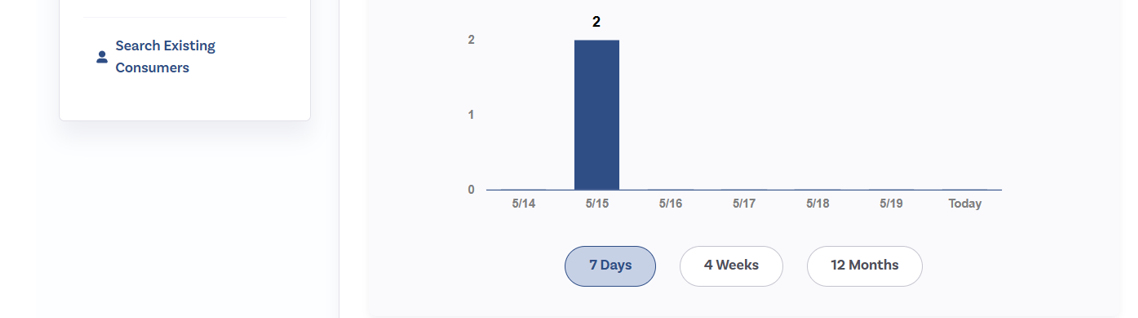 Search Existing
Consumers
2
2
1
0
5/14 5/15 5/16 5/17 5/18 5/19 Today
7 Days 4 Weeks 12 Months